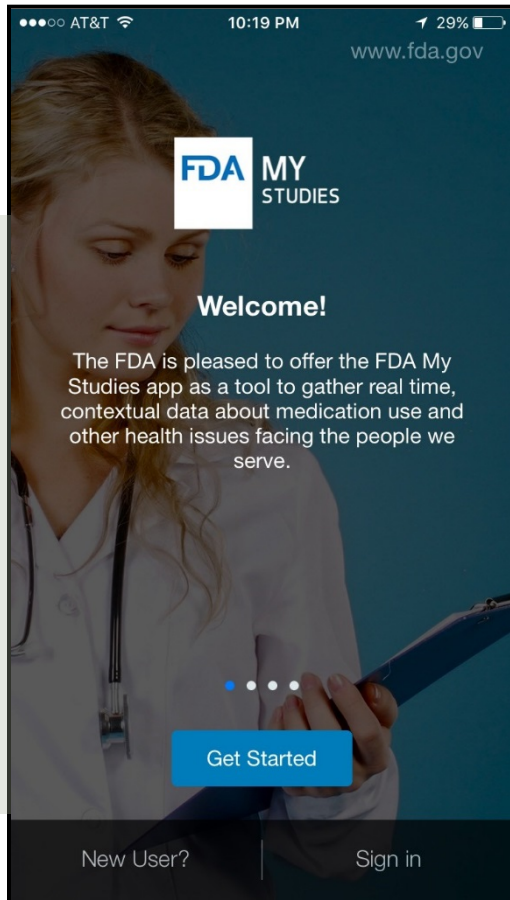 ●●●○○ AT&T 10:19 PM 29%
www.fda.gov
FDA MY
STUDIES
Welcome!
The FDA is pleased to offer the FDA My
Studies app as a tool to gather real time,
contextual data about medication use and
other health issues facing the people we
serve.
Get Started
New User? Sign in